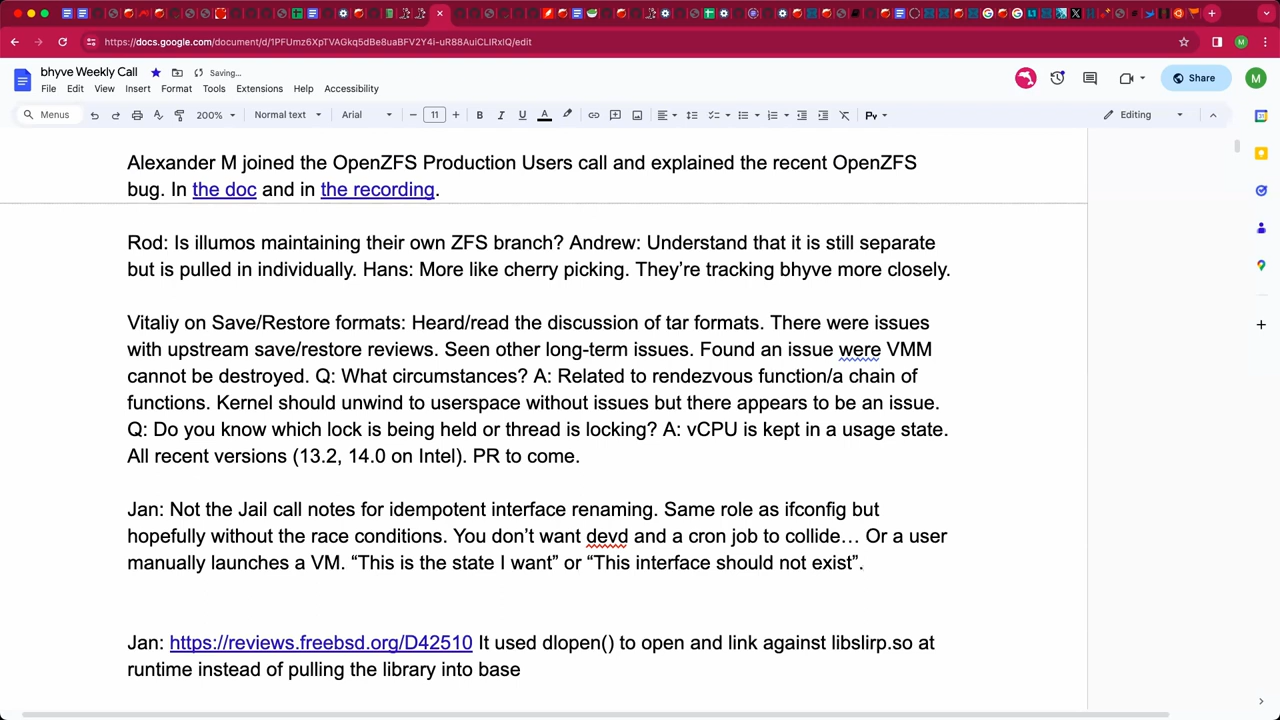 https://docs.google.com/document/d/1PFUmz6XpTVAGkq5dBe8uaBFV2Y4i-uR88AuiCLIRxIQ/edit
bhyve Weekly Call
Saving...
File Edit View Insert Format Tools Extensions Help Accessibility
Share
M
Menus
200%
Normal text
Arial
11
Editing
Alexander M joined the OpenZFS Production Users call and explained the recent OpenZFS
bug. In the doc and in the recording.
Rod: Is illumos maintaining their own ZFS branch? Andrew: Understand that it is still separate
but is pulled in individually. Hans: More like cherry picking. They’re tracking bhyve more closely.
Vitaliy on Save/Restore formats: Heard/read the discussion of tar formats. There were issues
with upstream save/restore reviews. Seen other long-term issues. Found an issue were VMM
cannot be destroyed. Q: What circumstances? A: Related to rendezvous function/a chain of
functions. Kernel should unwind to userspace without issues but there appears to be an issue.
Q: Do you know which lock is being held or thread is locking? A: vCPU is kept in a usage state.
All recent versions (13.2, 14.0 on Intel). PR to come.
Jan: Not the Jail call notes for idempotent interface renaming. Same role as ifconfig but
hopefully without the race conditions. You don’t want devd and a cron job to collide… Or a user
manually launches a VM. “This is the state I want” or “This interface should not exist”.
Jan: https://reviews.freebsd.org/D42510 It used dlopen() to open and link against libslirp.so at
runtime instead of pulling the library into base